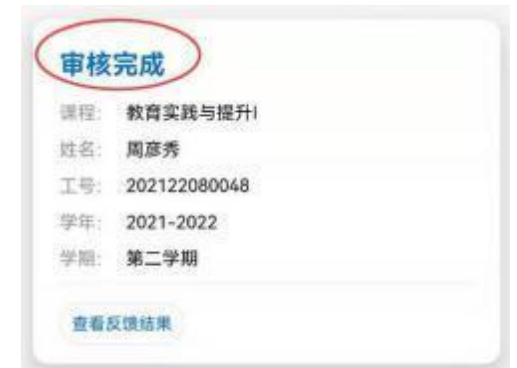 审核完成
课程: 教育实践与提升I
姓名: 周彦秀
工号: 202122080048
学年: 2021-2022
学期: 第二学期
查看反馈结果